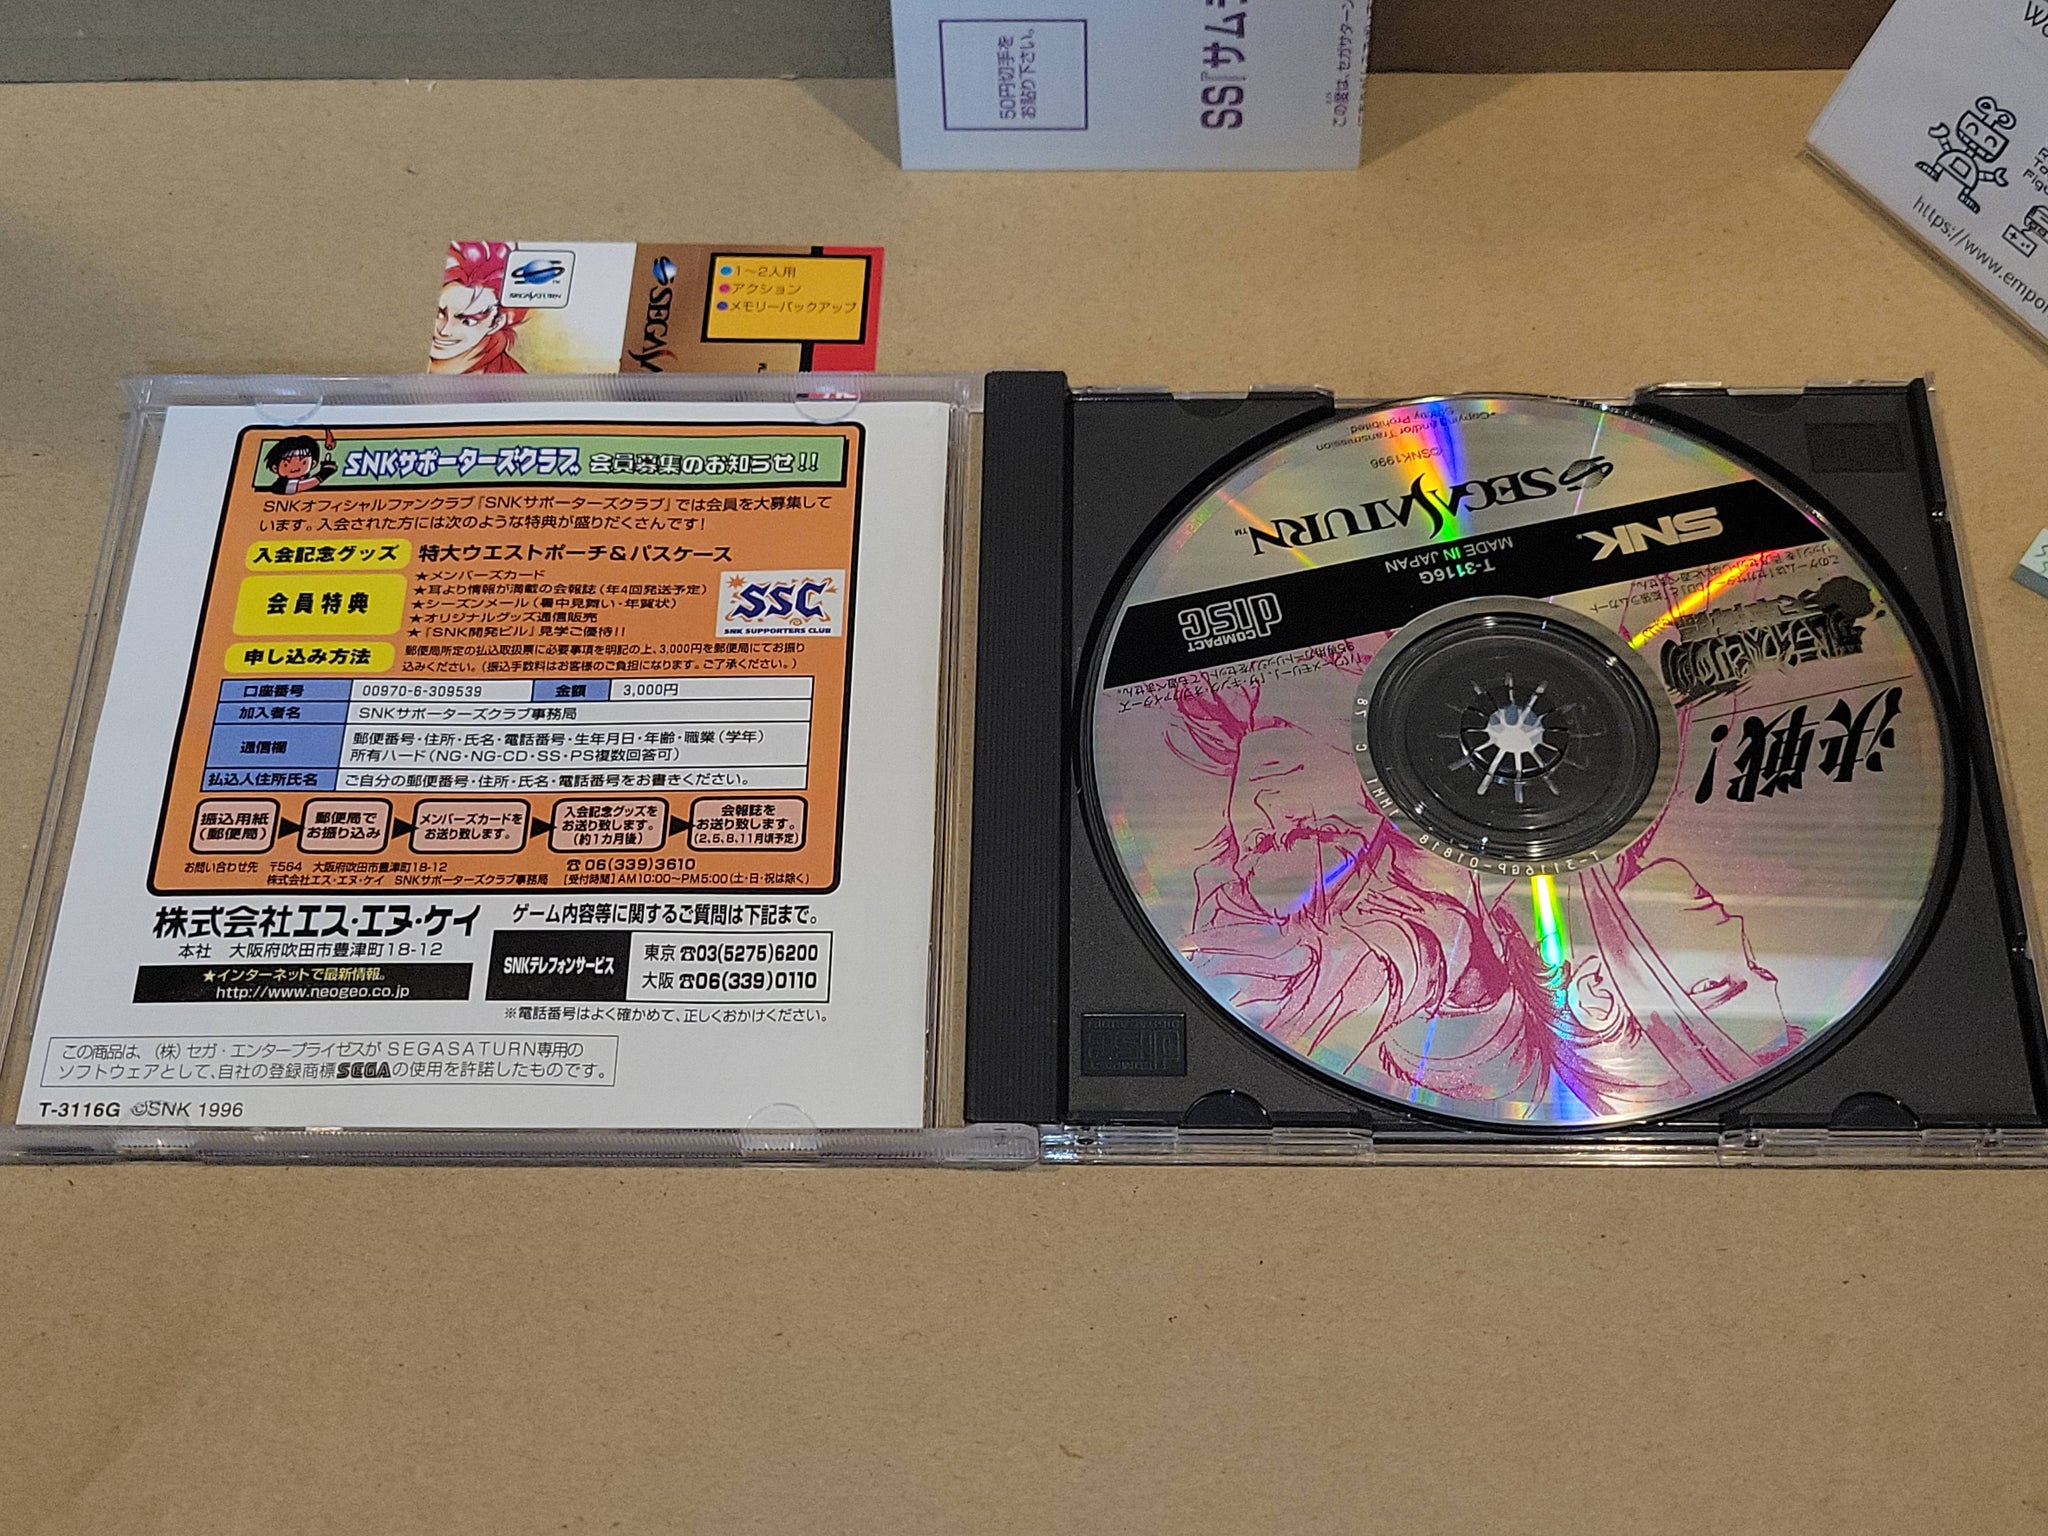 50円切手を
お貼り下さい。
SS『サムラ
この度は、セガサターン
https://www.empor
SEGA SATURN
SEGAS
1〜2人用
アクション
メモリーバックアップ
SNKサポーターズクラブ 会員募集のお知らせ!!
SNKオフィシャルファンクラブ「SNKサポーターズクラブ」では会員を大募集して
います。入会された方には次のような特典が盛りだくさんです!
入会記念グッズ 特大ウエストポーチ&パスケース
会員特典
★メンバーズカード
★耳より情報が満載の会報誌(年4回発送予定)
★シーズンメール(暑中見舞い・年賀状)
★オリジナルグッズ通信販売
★「SNK開発ビル」見学ご優待!!
SSC
SNK SUPPORTERS CLUB
申し込み方法
郵便局所定の払込取扱票に必要事項を明記の上、3,000円を郵便局にてお振り
込みください。(振込手数料はお客様のご負担になります。ご了承ください。)
口座番号 00970-6-309539 金額 3,000円
加入者名 SNKサポーターズクラブ事務局
通信欄 郵便番号・住所・氏名・電話番号・生年月日・年齢・職業(学年)
所有ハード(NG・NG-CD・SS・PS複数回答可)
払込人住所氏名 ご自分の郵便番号・住所・氏名・電話番号をお書きください。
振込用紙
(郵便局)
郵便局で
お振り込み
メンバーズカードを
お送り致します。
入会記念グッズを
お送り致します。
(約1カ月後)
会報誌を
お送り致します。
(2、5、8、11月頃予定)
お問い合わせ先 〒564 大阪府吹田市豊津町18-12 ☎06(339)3610
株式会社エス・エヌ・ケイ SNKサポーターズクラブ事務局 [受付時間]AM10:00〜PM5:00(土・日・祝は除く)
株式会社エス・エヌ・ケイ
本社 大阪府吹田市豊津町18-12
★インターネットで最新情報。
http://www.neogeo.co.jp
ゲーム内容等に関するご質問は下記まで。
SNKテレフォンサービス
東京☎03(5275)6200
大阪☎06(339)0110
※電話番号はよく確かめて、正しくおかけください。
この商品は、(株)セガ・エンタープライゼスがSEGASATURN専用の
ソフトウェアとして、自社の登録商標SEGAの使用を許諾したものです。
T-3116G ©SNK 1996
決戦!
SNK
T-3116G
MADE IN JAPAN
COMPACT
disc
SEGA SATURN™
©SNK1996